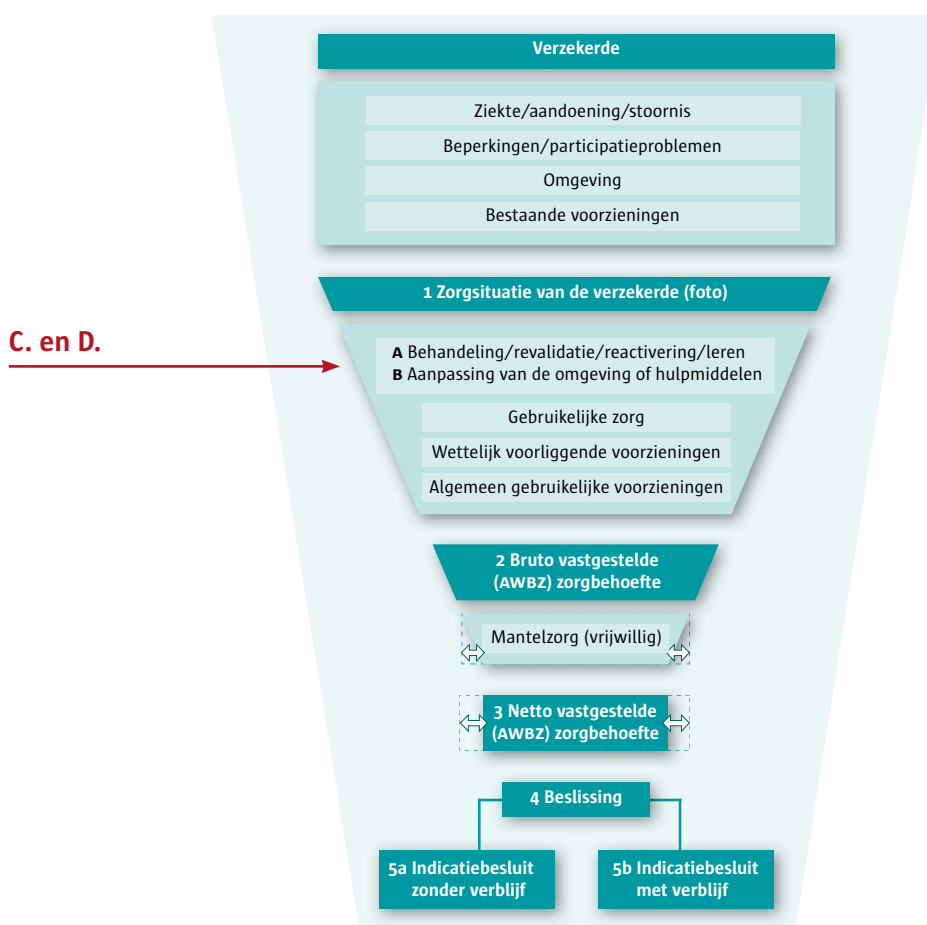 Verzekerde
Ziekte/aandoening/stoornis
Beperkingen/participatieproblemen
Omgeving
Bestaande voorzieningen
1 Zorgsituatie van de verzekerde (foto)
C. en D.
A Behandeling/revalidatie/reactivering/leren
B Aanpassing van de omgeving of hulpmiddelen
Gebruikelijke zorg
Wettelijk voorliggende voorzieningen
Algemeen gebruikelijke voorzieningen
2 Bruto vastgestelde
(AWBZ) zorgbehoefte
Mantelzorg (vrijwillig)
3 Netto vastgestelde
(AWBZ) zorgbehoefte
4 Beslissing
5a Indicatiebesluit
zonder verblijf
5b Indicatiebesluit
met verblijf